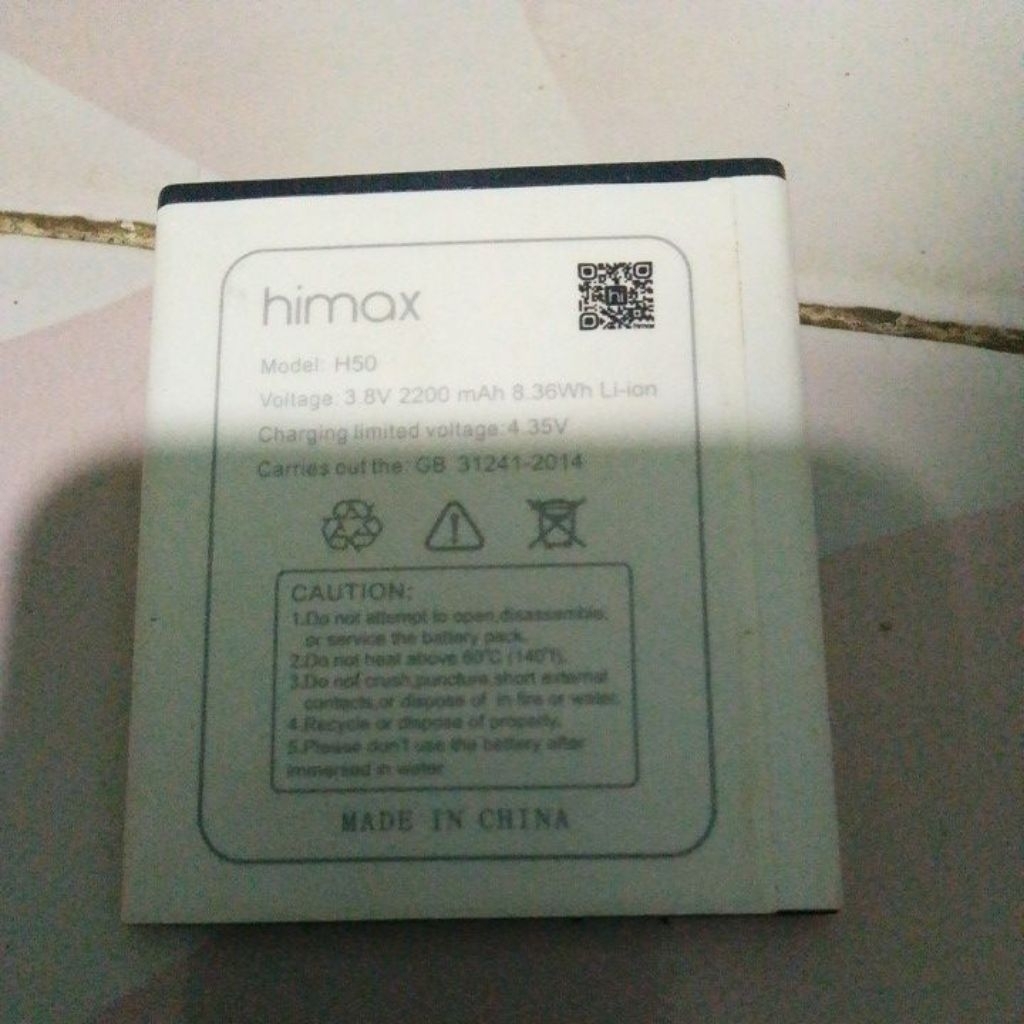 himax
Model: H50
Voltage: 3.8V 2200 mAh 8.36Wh Li-ion
Charging limited voltage: 4.35V
Carries out the: GB 31241-2014
CAUTION:
1.Do not attempt to open,disassemble,
or service the battery pack.
2.Do not heat above 60°C (140°f).
3.Do not crush,puncture,short external
contacts,or dispose of in fire or water.
4.Recycle or dispose of properly.
5.Please don't use the battery after
immersed in water
MADE IN CHINA